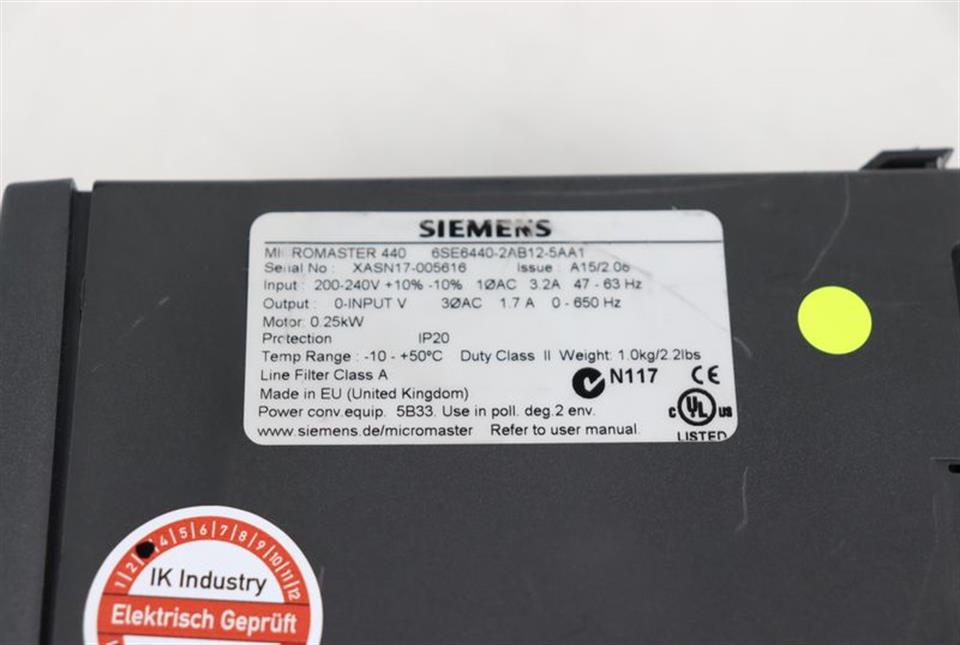 SIEMENS
MICROMASTER 440 6SE6440-2AB12-5AA1
Serial No : XASN17-005616 Issue : A15/2.06
Input : 200-240V +10% -10% 1ØAC 3.2A 47 - 63 Hz
Output : 0-INPUT V 3ØAC 1.7 A 0 - 650 Hz
Motor: 0.25kW
Protection IP20
Temp Range : -10 - +50ºC Duty Class II Weight: 1.0kg/2.2lbs
Line Filter Class A N117 CE
Made in EU (United Kingdom)
Power conv.equip. 5B33. Use in poll. deg.2 env. c UL us
www.siemens.de/micromaster Refer to user manual. LISTED
1 2 4 5 6 7 8 9 10 11 12
IK Industry
Elektrisch Geprüft